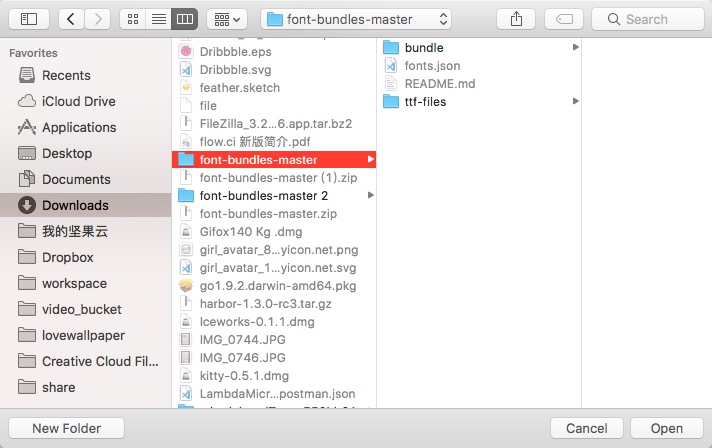 font-bundles-master
Search
Favorites
Recents
iCloud Drive
Applications
Desktop
Documents
Downloads
我的坚果云
Dropbox
workspace
video_bucket
lovewallpaper
Creative Cloud Fil...
share
Dribbble.eps
Dribbble.svg
feather.sketch
file
FileZilla_3.2...6.app.tar.bz2
flow.ci 新版简介.pdf
font-bundles-master
font-bundles-master (1).zip
font-bundles-master 2
font-bundles-master.zip
Gifox140 Kg .dmg
girl_avatar_8...yicon.net.png
girl_avatar_1...yicon.net.svg
go1.9.2.darwin-amd64.pkg
harbor-1.3.0-rc3.tar.gz
Iceworks-0.1.1.dmg
IMG_0744.JPG
IMG_0746.JPG
kitty-0.5.1.dmg
LambdaMicr...postman.json
bundle
fonts.json
README.md
ttf-files
New Folder
Cancel
Open